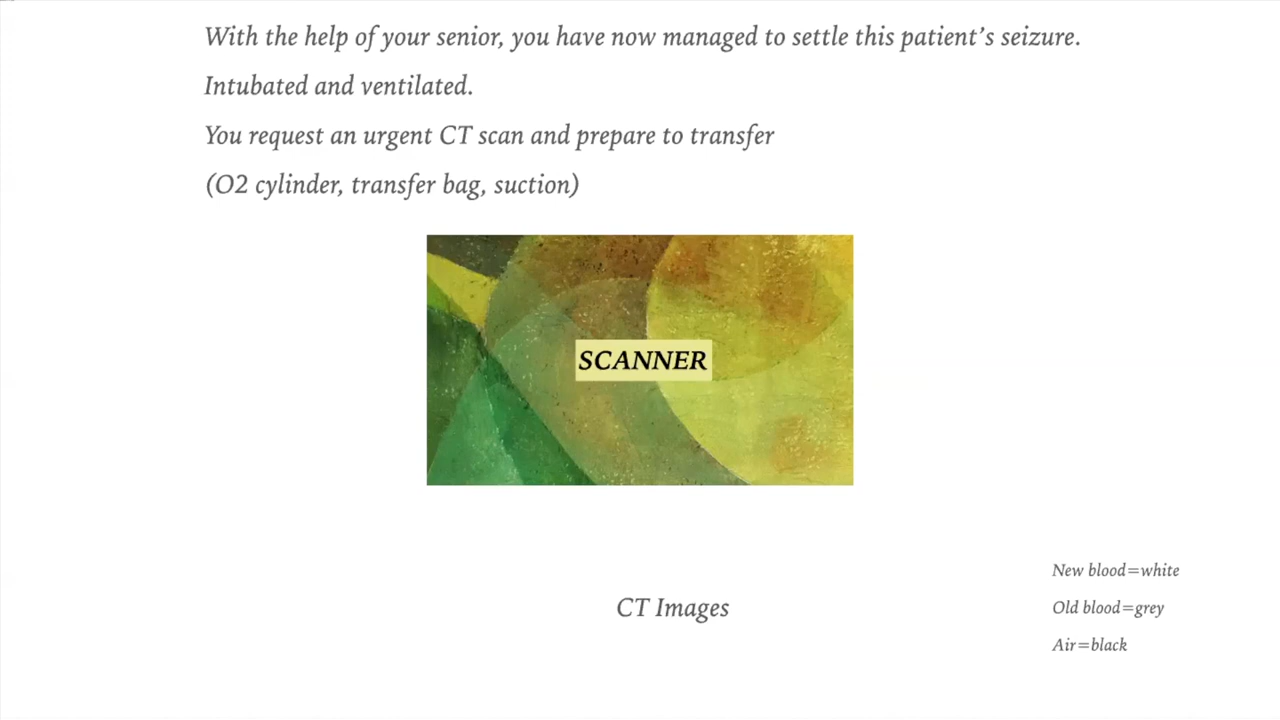 With the help of your senior, you have now managed to settle this patient’s seizure.
Intubated and ventilated.
You request an urgent CT scan and prepare to transfer
(O2 cylinder, transfer bag, suction)
SCANNER
CT Images
New blood=white
Old blood=grey
Air=black